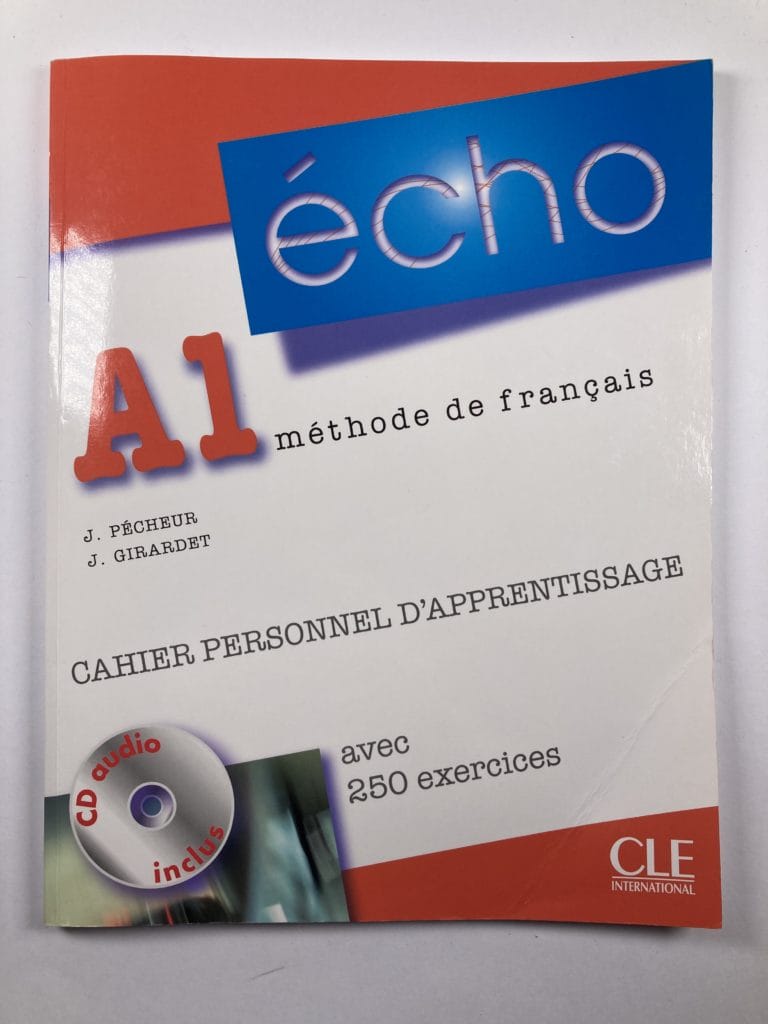 écho
A1
méthode de français
J. PÉCHEUR
J. GIRARDET
CAHIER PERSONNEL D'APPRENTISSAGE
avec
250 exercices
CD audio
inclus
CLE
INTERNATIONAL